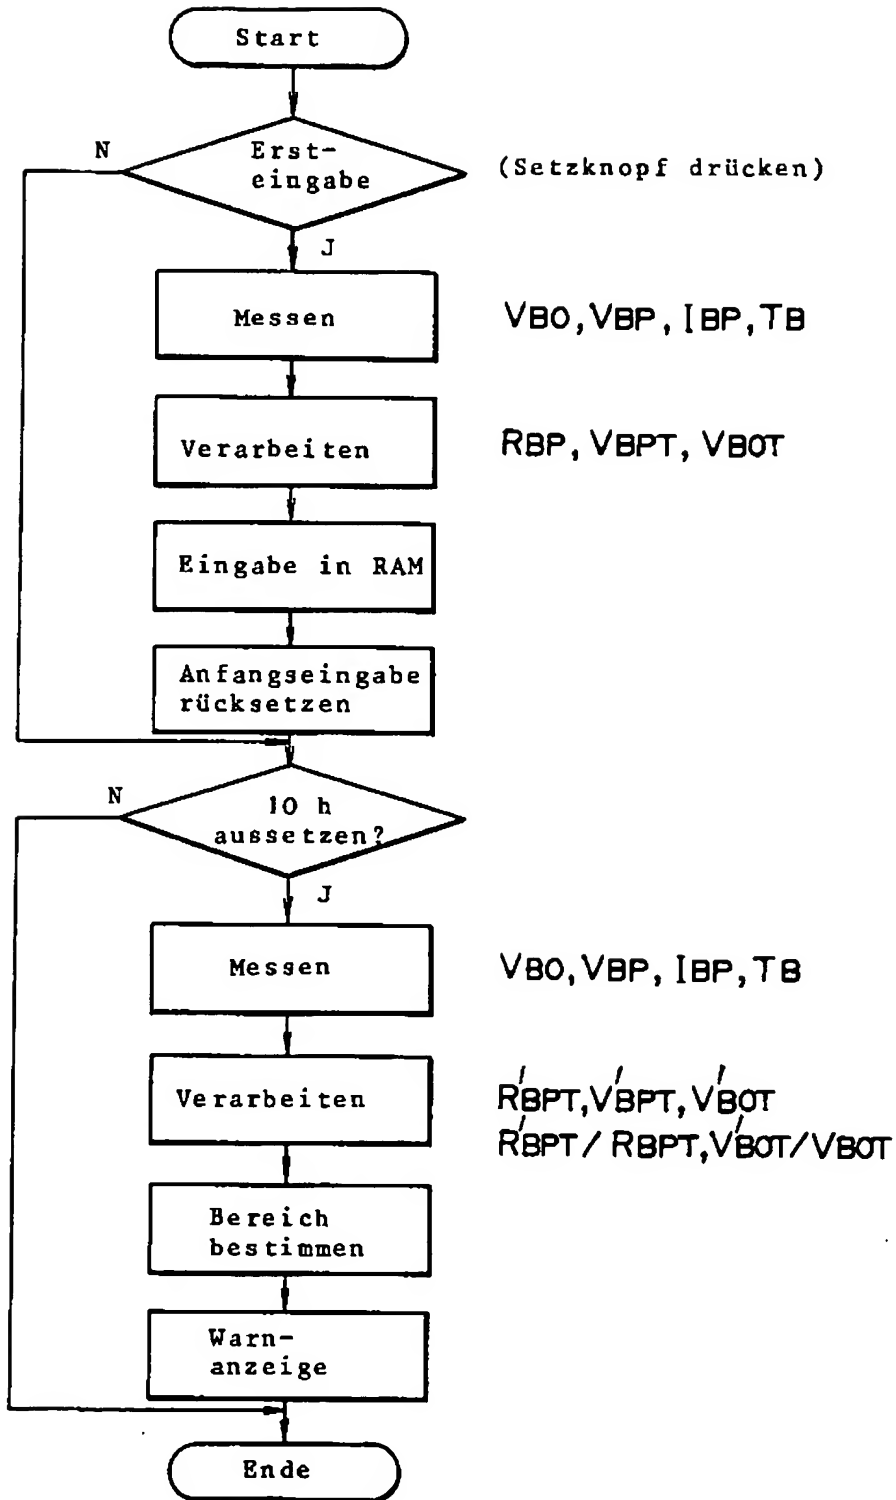 Start
N
Erst-
eingabe
(Setzknopf drücken)
J
Messen
VBO, VBP, IBP, TB
Verarbeiten
RBP, VBPT, VBOT
Eingabe in RAM
Anfangseingabe
rücksetzen
N
10 h
aussetzen?
J
Messen
VBO, VBP, IBP, TB
Verarbeiten
R'BPT, V'BPT, V'BOT
R'BPT / RBPT, V'BOT / VBOT
Bereich
bestimmen
Warn-
anzeige
Ende